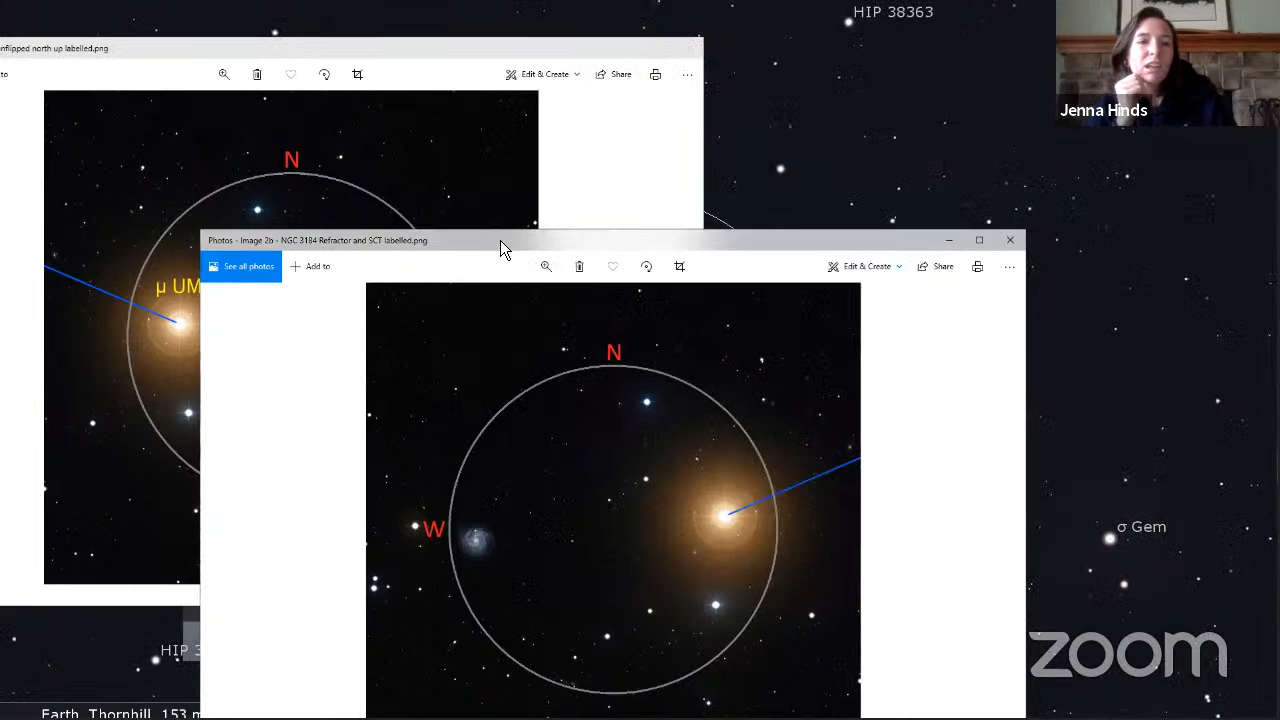 HIP 38363
nflipped north up labelled.png
to
Edit & Create
Share
Jenna Hinds
N
μ UM
Photos - Image 2b - NGC 3184 Refractor and SCT labelled.png
See all photos
Add to
Edit & Create
Share
N
W
σ Gem
HIP 3
zoom
Earth, Thornhill, 153 m